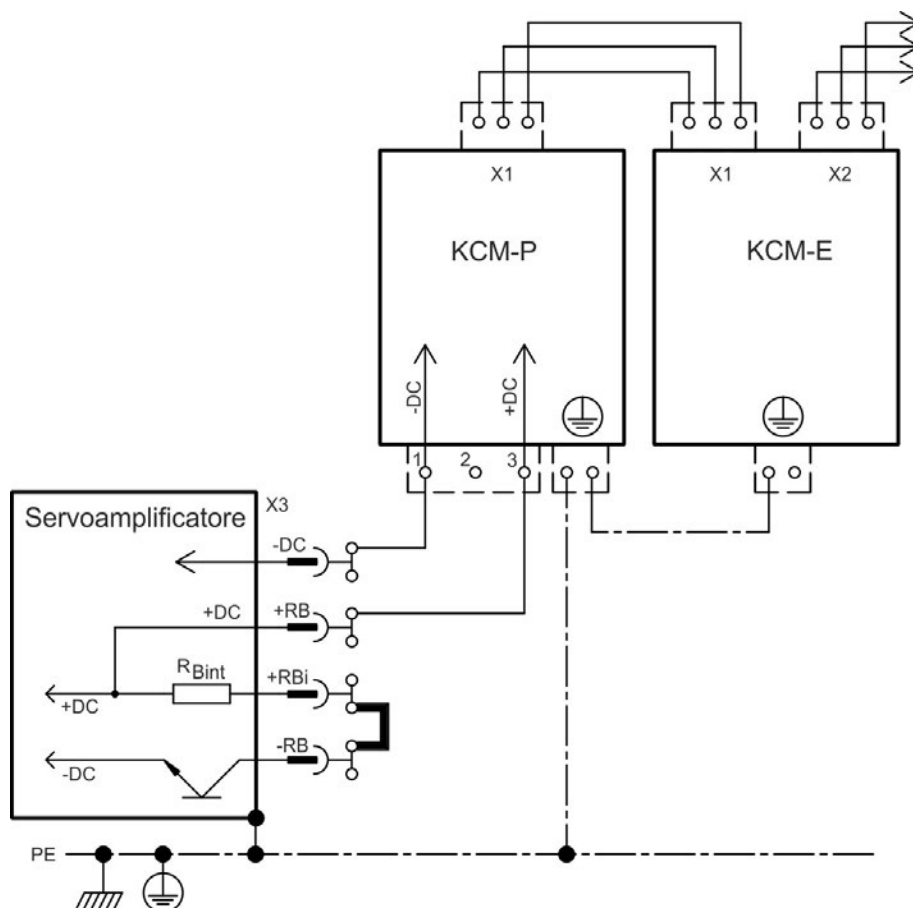 X1
X1
X2
KCM-P
KCM-E
-DC
+DC
1
2
3
Servoamplificatore
X3
-DC
+DC
+RB
RBint
+RBi
+DC
-RB
-DC
PE